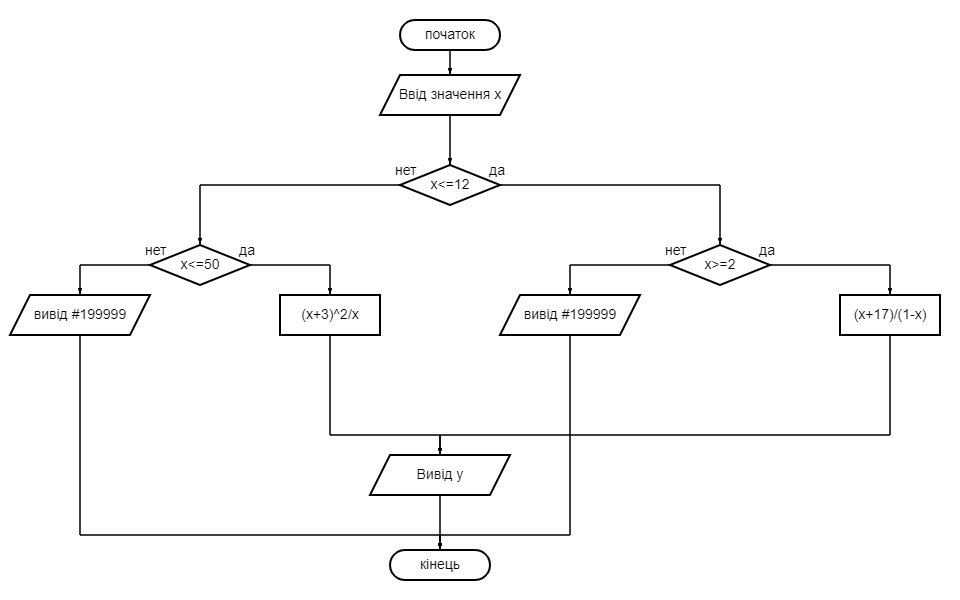 початок
Ввід значення x
нет
да
x<=12
нет
да
x<=50
нет
да
x>=2
вивід #199999
(x+3)^2/x
вивід #199999
(x+17)/(1-x)
Вивід y
кінець